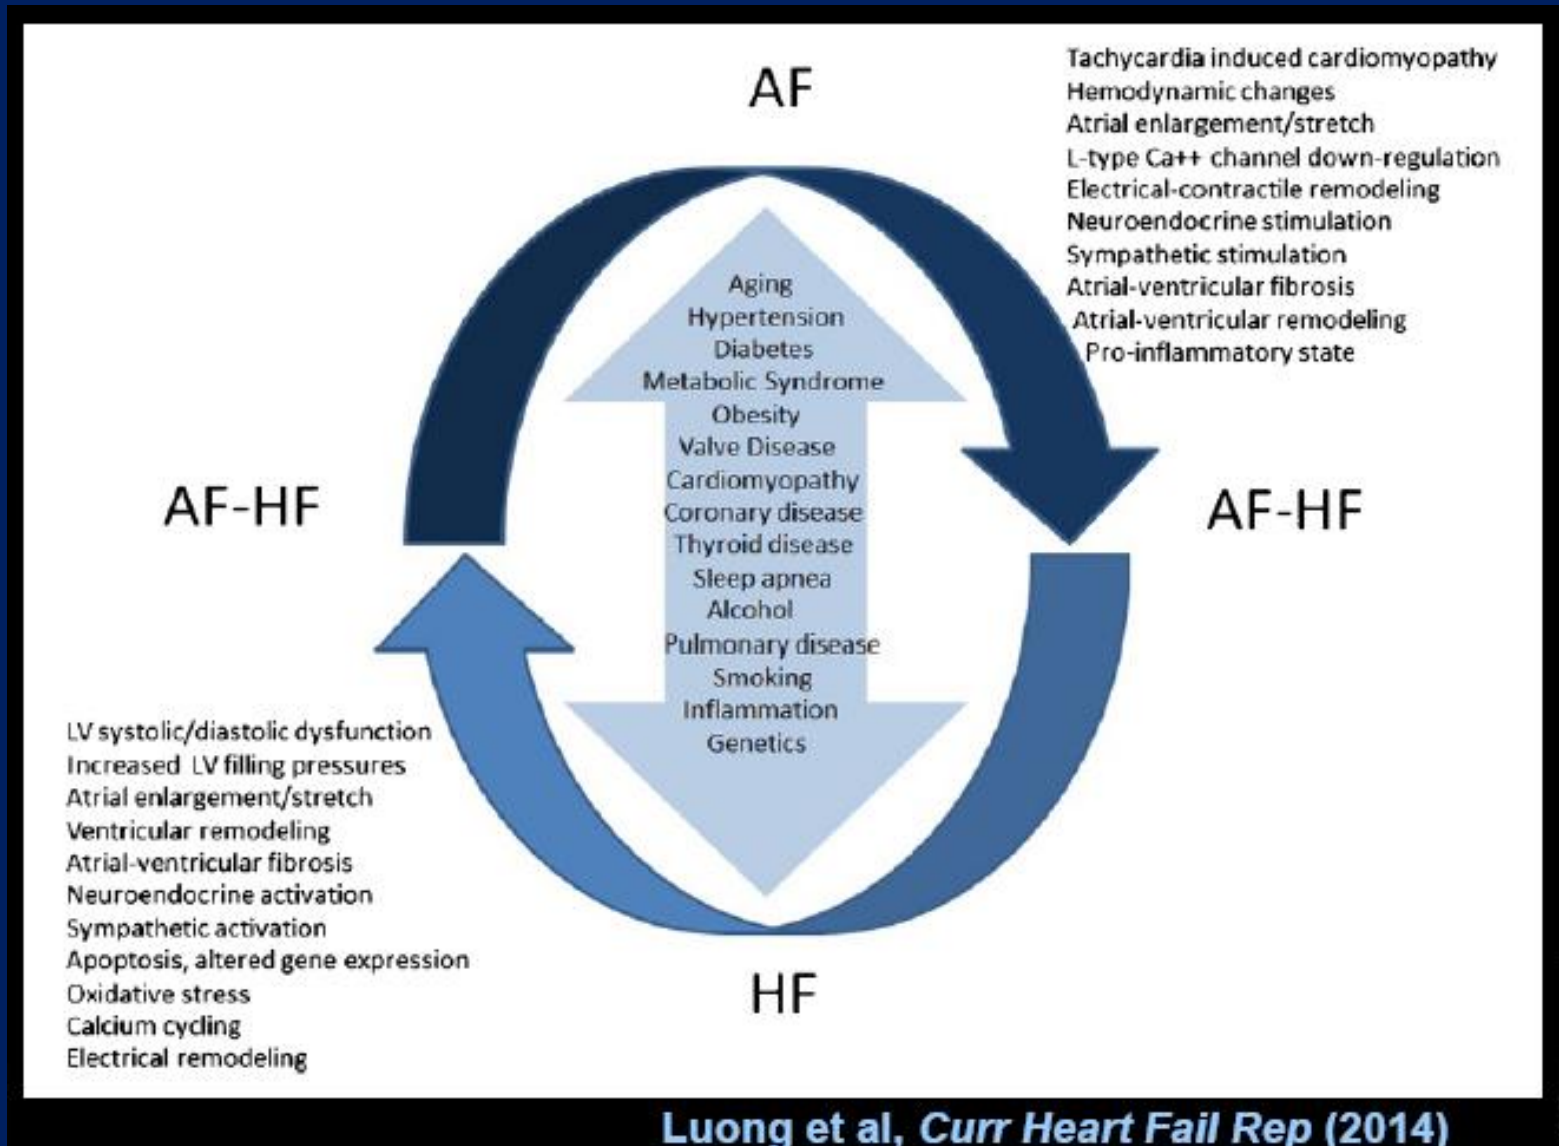 AF
Tachycardia induced cardiomyopathy
Hemodynamic changes
Atrial enlargement/stretch
L-type Ca++ channel down-regulation
Electrical-contractile remodeling
Neuroendocrine stimulation
Sympathetic stimulation
Atrial-ventricular fibrosis
Atrial-ventricular remodeling
Pro-inflammatory state
Aging
Hypertension
Diabetes
Metabolic Syndrome
Obesity
Valve Disease
Cardiomyopathy
Coronary disease
Thyroid disease
Sleep apnea
Alcohol
Pulmonary disease
Smoking
Inflammation
Genetics
AF-HF
AF-HF
LV systolic/diastolic dysfunction
Increased LV filling pressures
Atrial enlargement/stretch
Ventricular remodeling
Atrial-ventricular fibrosis
Neuroendocrine activation
Sympathetic activation
Apoptosis, altered gene expression
Oxidative stress
Calcium cycling
Electrical remodeling
HF
Luong et al, Curr Heart Fail Rep (2014)